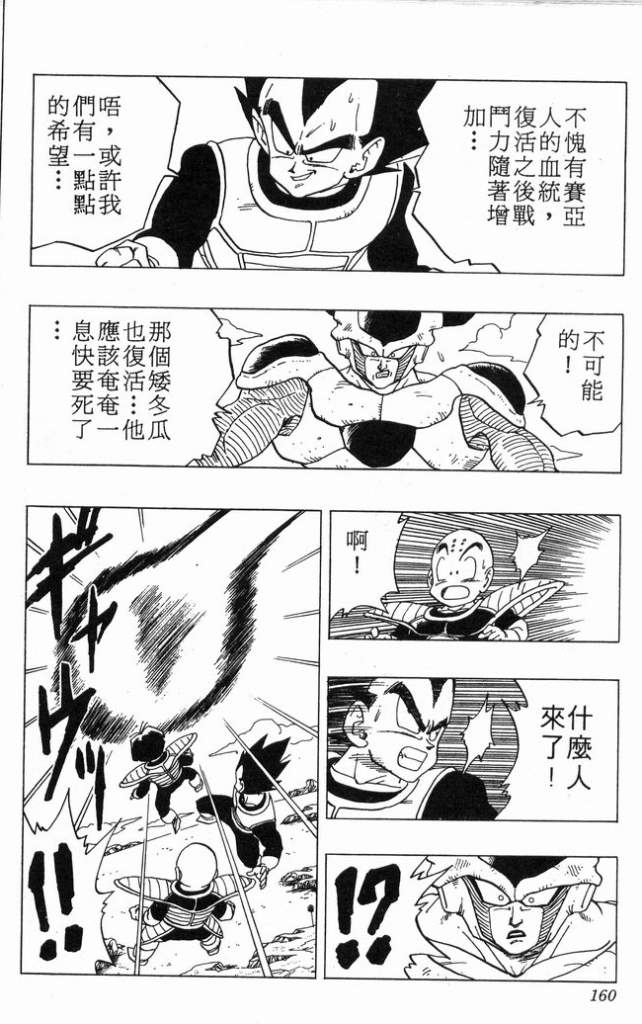 不愧有賽亞
人的血統，
復活之後戰
鬥力隨著增
加…
唔，或許我
們有一點點
的希望…
不可能
的！
那個矮冬瓜
也復活…他
應該奄奄一
息快要死了
…
啊！
什麼人
來了！
!?
!!
160